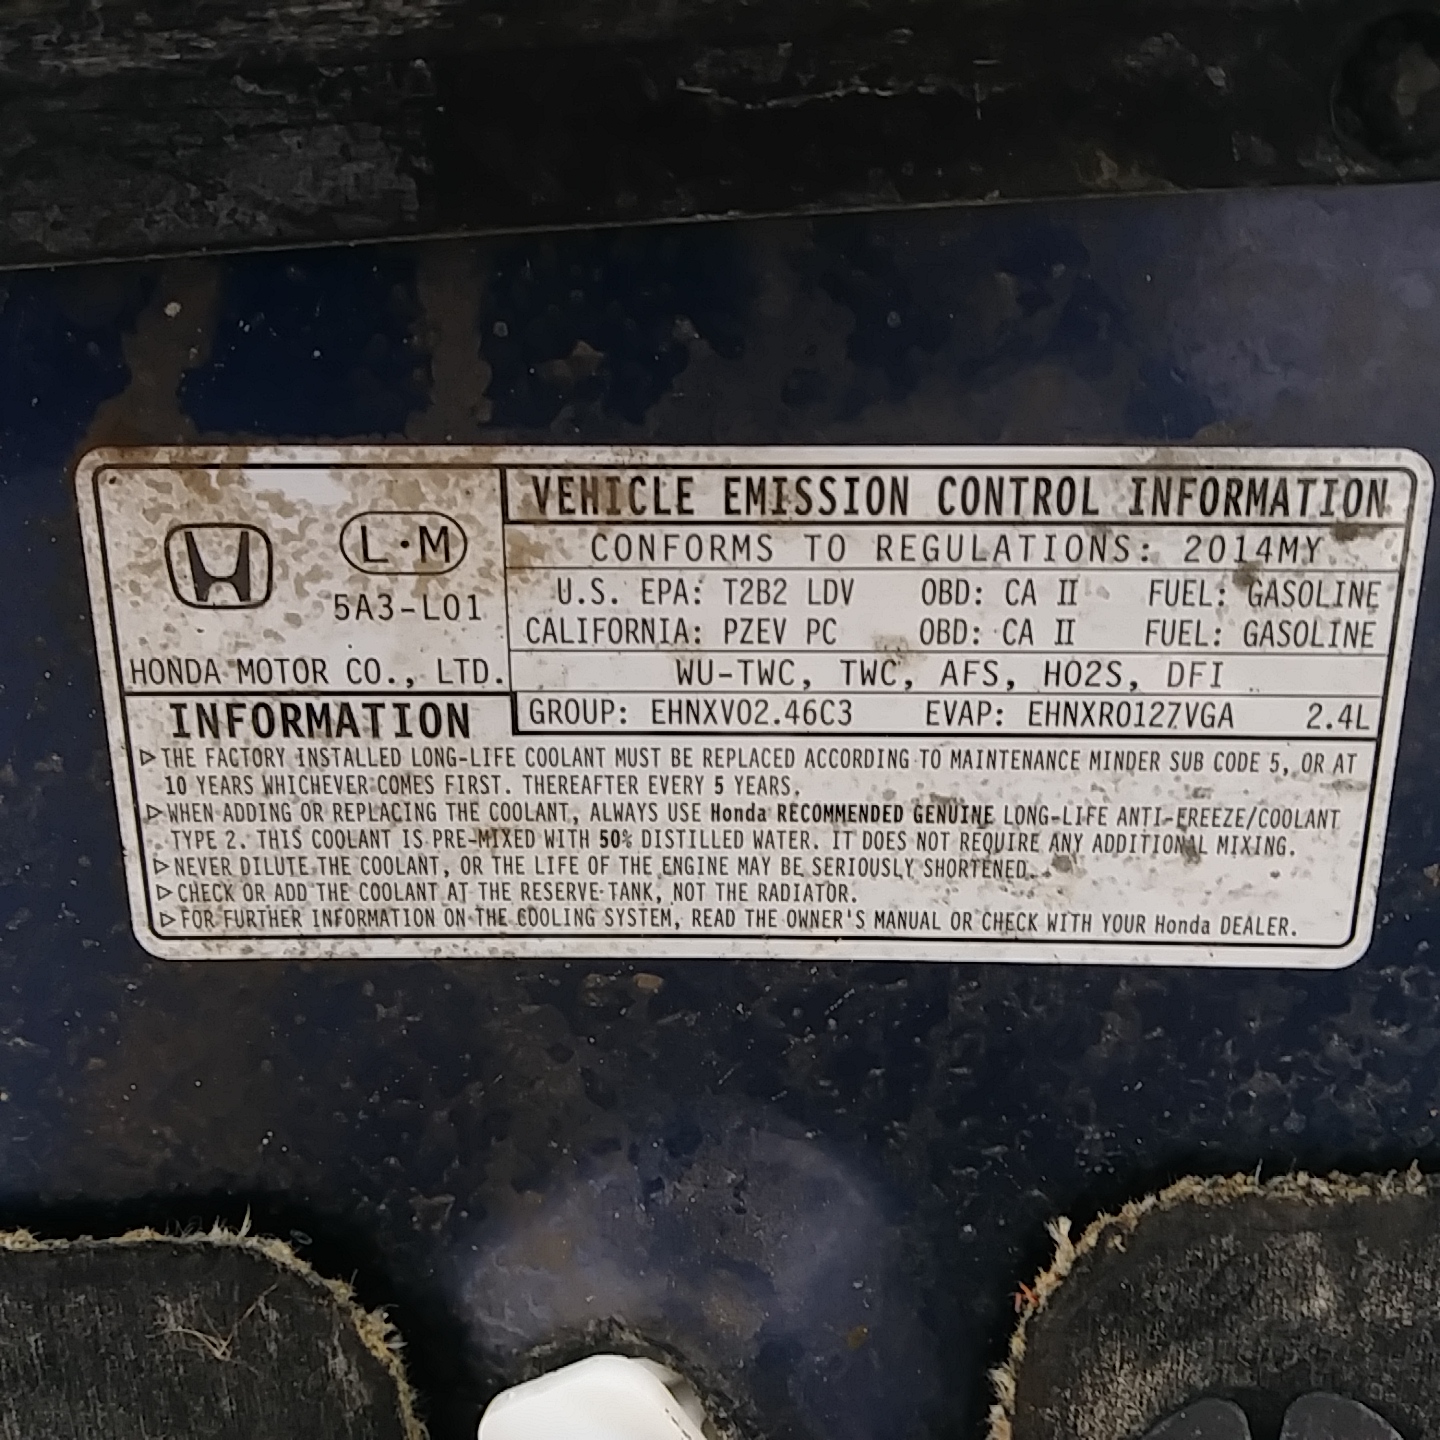 VEHICLE EMISSION CONTROL INFORMATION
L·M
5A3-L01
HONDA MOTOR CO., LTD.
CONFORMS TO REGULATIONS: 2014MY
U.S. EPA: T2B2 LDV OBD: CA II FUEL: GASOLINE
CALIFORNIA: PZEV PC OBD: CA II FUEL: GASOLINE
WU-TWC, TWC, AFS, HO2S, DFI
GROUP: EHNXV02.46C3 EVAP: EHNXR0127VGA 2.4L
INFORMATION
▷ THE FACTORY INSTALLED LONG-LIFE COOLANT MUST BE REPLACED ACCORDING TO MAINTENANCE MINDER SUB CODE 5, OR AT
10 YEARS WHICHEVER COMES FIRST. THEREAFTER EVERY 5 YEARS.
▷ WHEN ADDING OR REPLACING THE COOLANT, ALWAYS USE Honda RECOMMENDED GENUINE LONG-LIFE ANTI-FREEZE/COOLANT
TYPE 2. THIS COOLANT IS PRE-MIXED WITH 50% DISTILLED WATER. IT DOES NOT REQUIRE ANY ADDITIONAL MIXING.
▷ NEVER DILUTE THE COOLANT, OR THE LIFE OF THE ENGINE MAY BE SERIOUSLY SHORTENED.
▷ CHECK OR ADD THE COOLANT AT THE RESERVE TANK, NOT THE RADIATOR.
▷ FOR FURTHER INFORMATION ON THE COOLING SYSTEM, READ THE OWNER'S MANUAL OR CHECK WITH YOUR Honda DEALER.